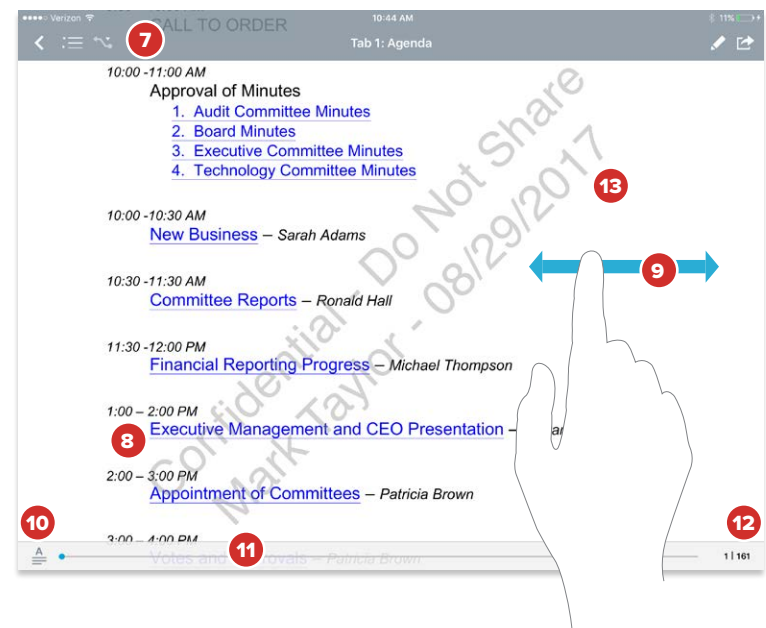 Verizon
10:44 AM
11%
CALL TO ORDER
7
Tab 1: Agenda
10:00 -11:00 AM
Approval of Minutes
1. Audit Committee Minutes
2. Board Minutes
3. Executive Committee Minutes
4. Technology Committee Minutes
Confidential - Do Not Share
Mark Taylor - 08/29/2017
13
10:00 -10:30 AM
New Business – Sarah Adams
9
10:30 -11:30 AM
Committee Reports – Ronald Hall
11:30 -12:00 PM
Financial Reporting Progress – Michael Thompson
1:00 – 2:00 PM
8
Executive Management and CEO Presentation –
2:00 – 3:00 PM
Appointment of Committees – Patricia Brown
10
12
3:00 – 4:00 PM
11
Votes and Approvals – Patricia Brown
A
1 | 161